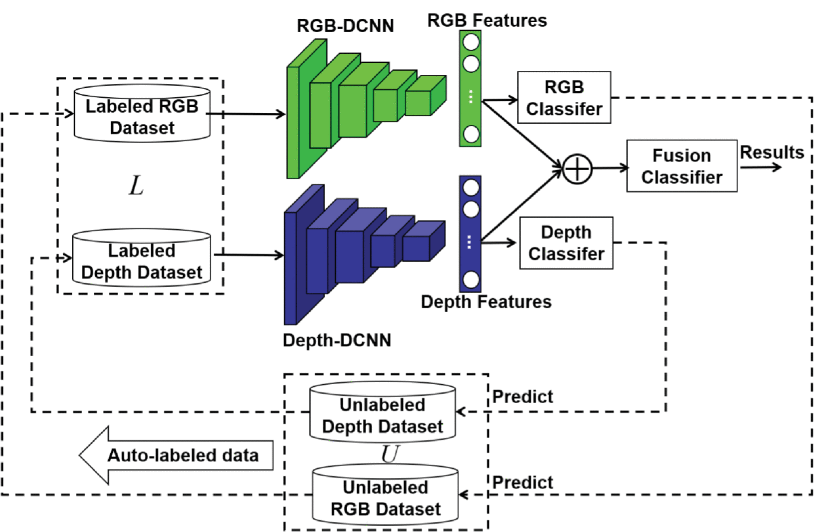 RGB-DCNN
RGB Features
Labeled RGB
Dataset
...
RGB
Classifer
Fusion
Classifier
Results
L
Labeled
Depth Dataset
...
Depth
Classifer
Depth Features
Depth-DCNN
Unlabeled
Depth Dataset
Predict
U
Auto-labeled data
Unlabeled
RGB Dataset
Predict